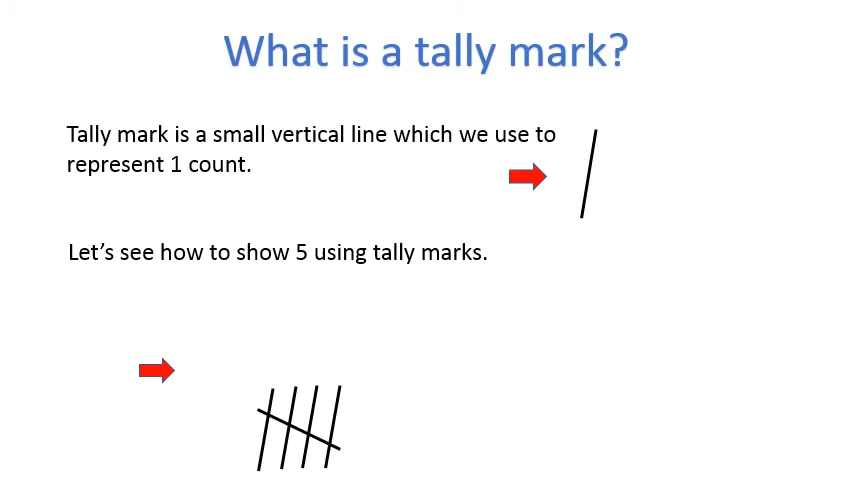 What is a tally mark?
Tally mark is a small vertical line which we use to
represent 1 count.
Let’s see how to show 5 using tally marks.